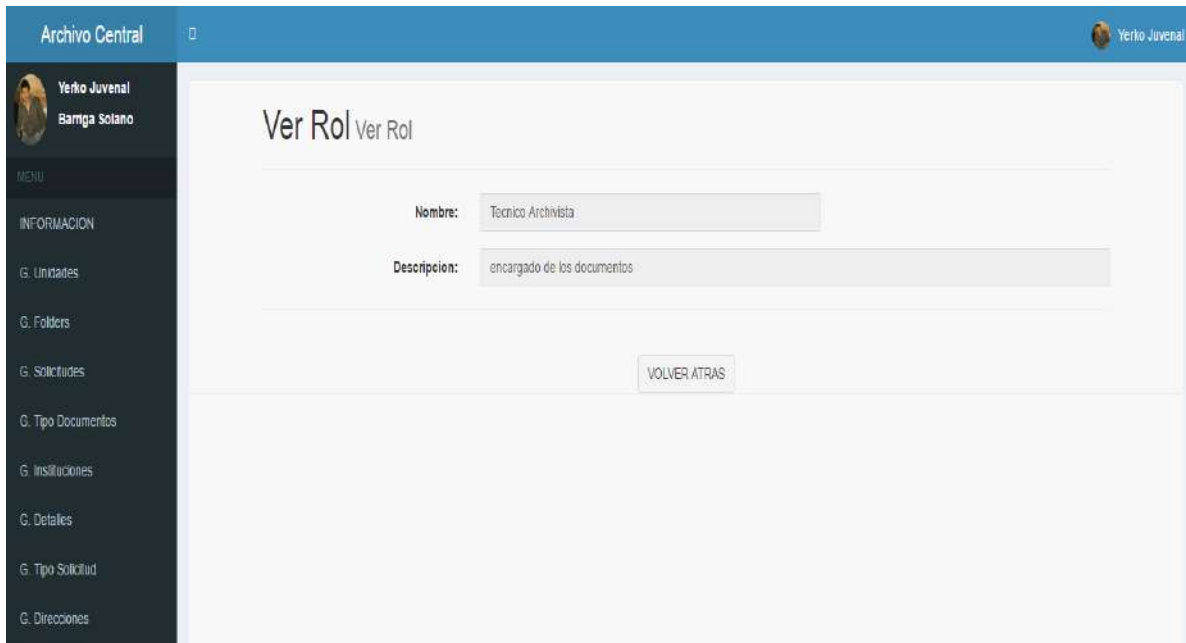 Archivo Central
Yerko Juvenal
Yerko Juvenal
Barriga Solano
MENU
INFORMACION
G. Unidades
G. Folders
G. Solicitudes
G. Tipo Documentos
G. Instituciones
G. Detalles
G. Tipo Solicitud
G. Direcciones
Ver Rol Ver Rol
Nombre: Tecnico Archivista
Descripcion: encargado de los documentos
VOLVER ATRAS